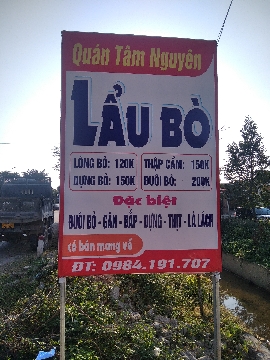 Quán Tâm Nguyên
LẨU BÒ
LÒNG BÒ: 120K
THẬP CẨM: 150K
DỰNG BÒ: 150K
ĐUÔI BÒ: 200K
Đặc biệt
ĐUÔI BÒ - GÂN - BẮP - DỰNG - THỊT - LÁ LÁCH
có bán mang về
ĐT: 0984.191.707